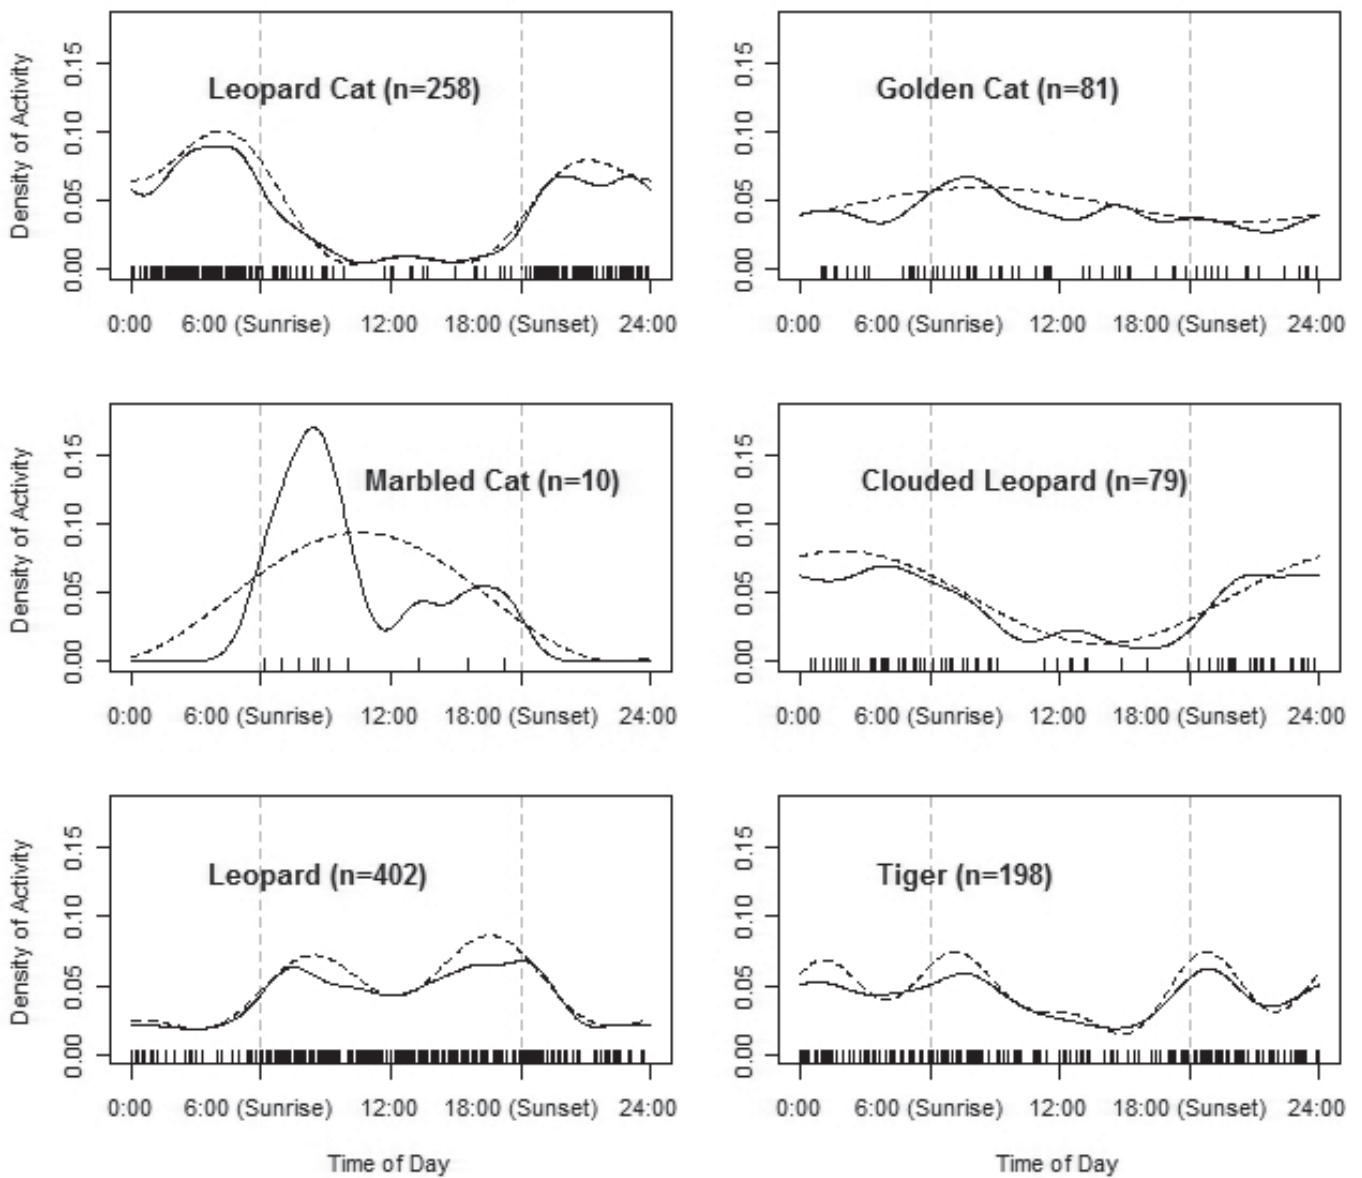 Leopard Cat (n=258)
Density of Activity
0.00 0.05 0.10 0.15
0:00 6:00 (Sunrise) 12:00 18:00 (Sunset) 24:00
Golden Cat (n=81)
0.00 0.05 0.10 0.15
0:00 6:00 (Sunrise) 12:00 18:00 (Sunset) 24:00
Marbled Cat (n=10)
Density of Activity
0.00 0.05 0.10 0.15
0:00 6:00 (Sunrise) 12:00 18:00 (Sunset) 24:00
Clouded Leopard (n=79)
0.00 0.05 0.10 0.15
0:00 6:00 (Sunrise) 12:00 18:00 (Sunset) 24:00
Leopard (n=402)
Density of Activity
0.00 0.05 0.10 0.15
0:00 6:00 (Sunrise) 12:00 18:00 (Sunset) 24:00
Time of Day
Tiger (n=198)
0.00 0.05 0.10 0.15
0:00 6:00 (Sunrise) 12:00 18:00 (Sunset) 24:00
Time of Day